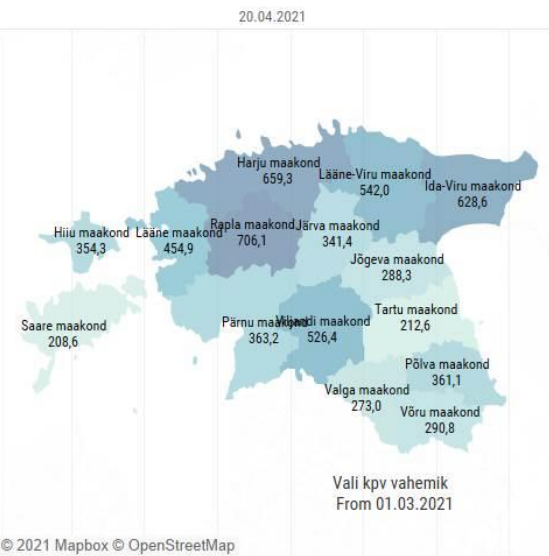 20.04.2021
Harju maakond
659,3
Lääne-Viru maakond
542,0
Ida-Viru maakond
628,6
Hiiu maakond
354,3
Lääne maakond
454,9
Rapla maakond
706,1
Järva maakond
341,4
Jõgeva maakond
288,3
Saare maakond
208,6
Pärnu maakond
363,2
Viljandi maakond
526,4
Tartu maakond
212,6
Põlva maakond
361,1
Valga maakond
273,0
Võru maakond
290,8
Vali kpv vahemik
From 01.03.2021
© 2021 Mapbox © OpenStreetMap